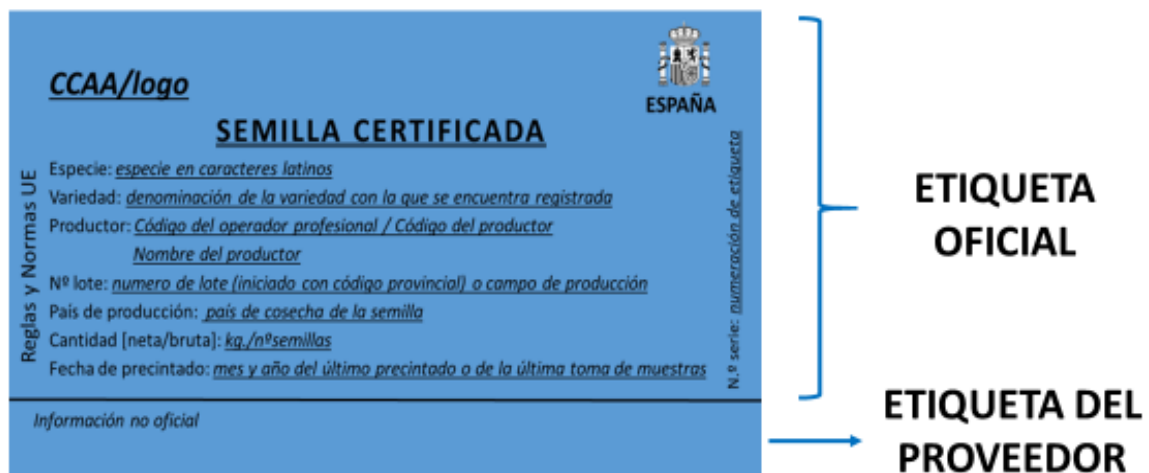 CCAA/logo
ESPAÑA
SEMILLA CERTIFICADA
Reglas y Normas UE
Especie: especie en caracteres latinos
Variedad: denominación de la variedad con la que se encuentra registrada
Productor: Código del operador profesional / Código del productor
Nombre del productor
Nº lote: numero de lote (iniciado con código provincial) o campo de producción
País de producción: país de cosecha de la semilla
Cantidad [neta/bruta]: kg./nºsemillas
Fecha de precintado: mes y año del último precintado o de la última toma de muestras
N.º serie: numeración de etiqueta
Información no oficial
ETIQUETA
OFICIAL
ETIQUETA DEL
PROVEEDOR